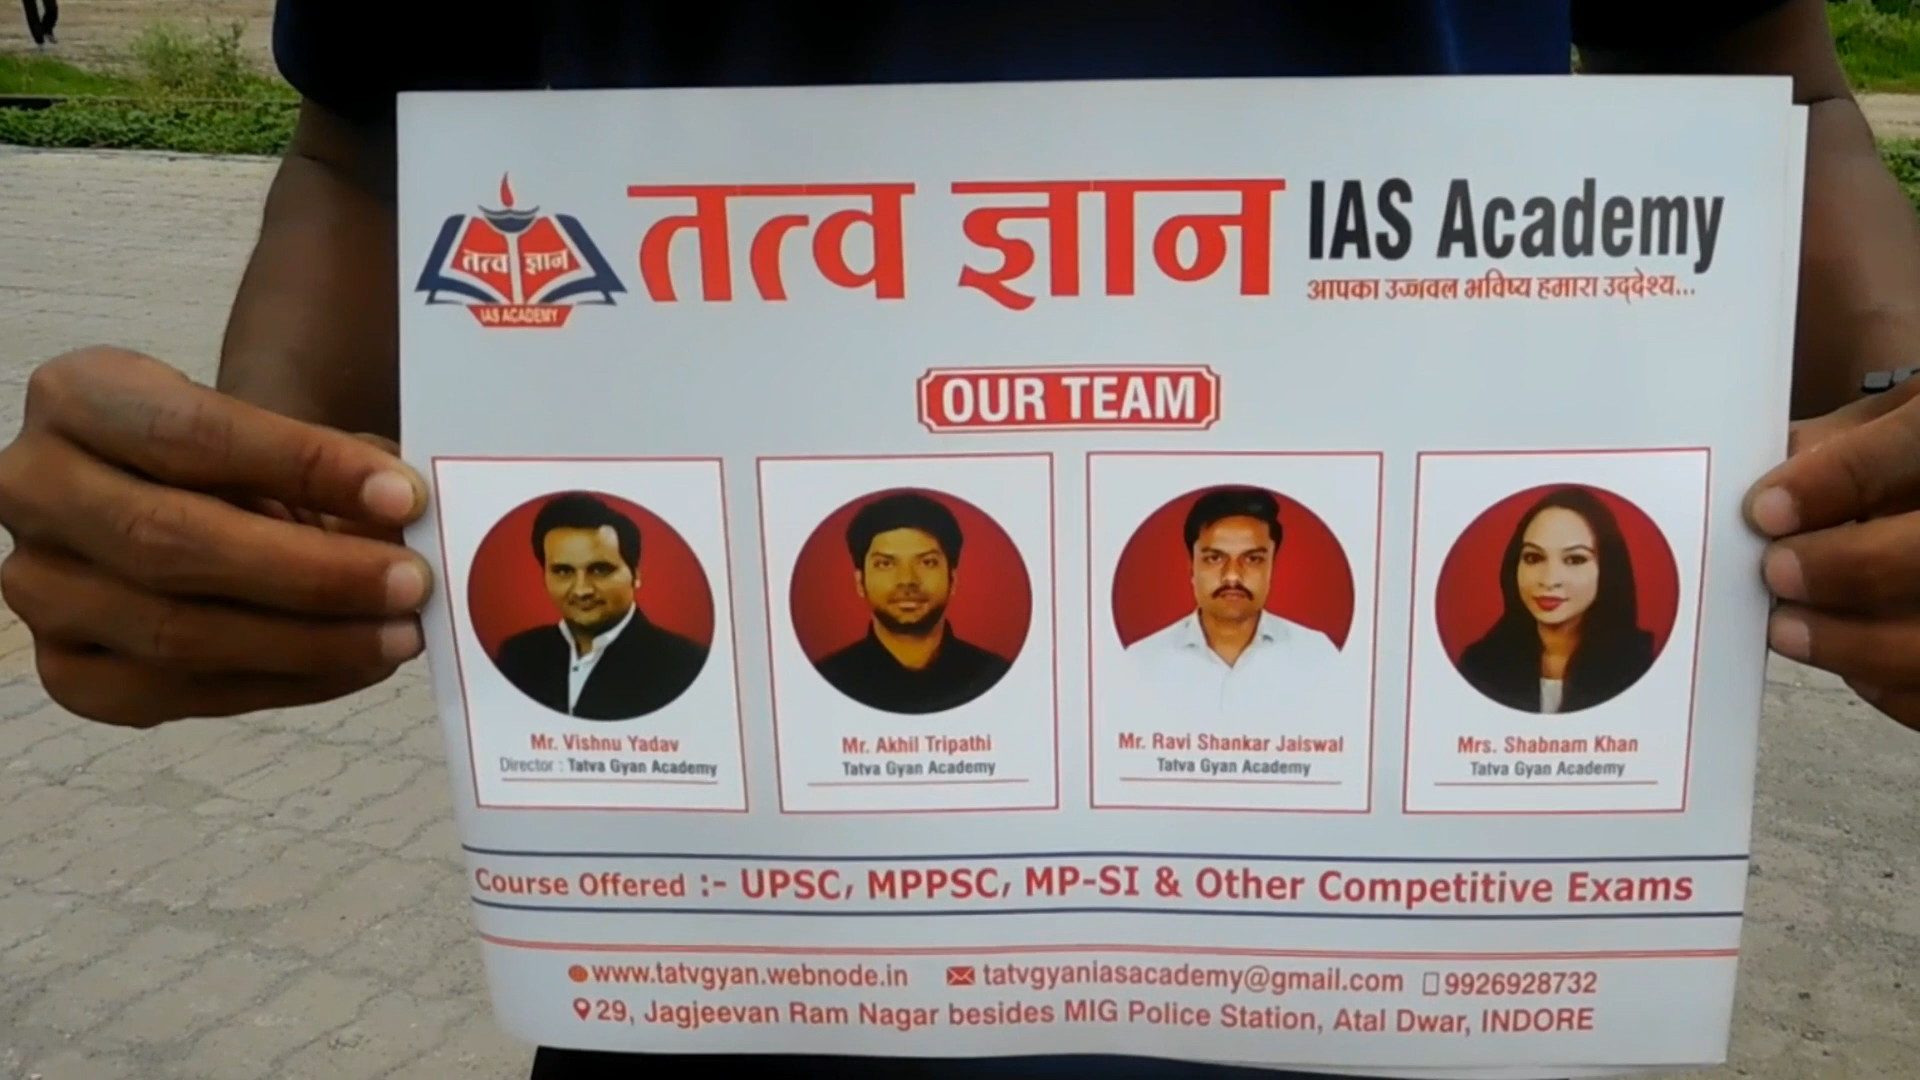 तत्व ज्ञान
IAS ACADEMY
तत्व ज्ञान IAS Academy
आपका उज्जवल भविष्य हमारा उद्देश्य...
OUR TEAM
Mr. Vishnu Yadav
Director : Tatva Gyan Academy
Mr. Akhil Tripathi
Tatva Gyan Academy
Mr. Ravi Shankar Jaiswal
Tatva Gyan Academy
Mrs. Shabnam Khan
Tatva Gyan Academy
Course Offered :- UPSC, MPPSC, MP-SI & Other Competitive Exams
www.tatvgyan.webnode.in tatvgyaniasacademy@gmail.com 9926928732
29, Jagjeevan Ram Nagar besides MIG Police Station, Atal Dwar, INDORE